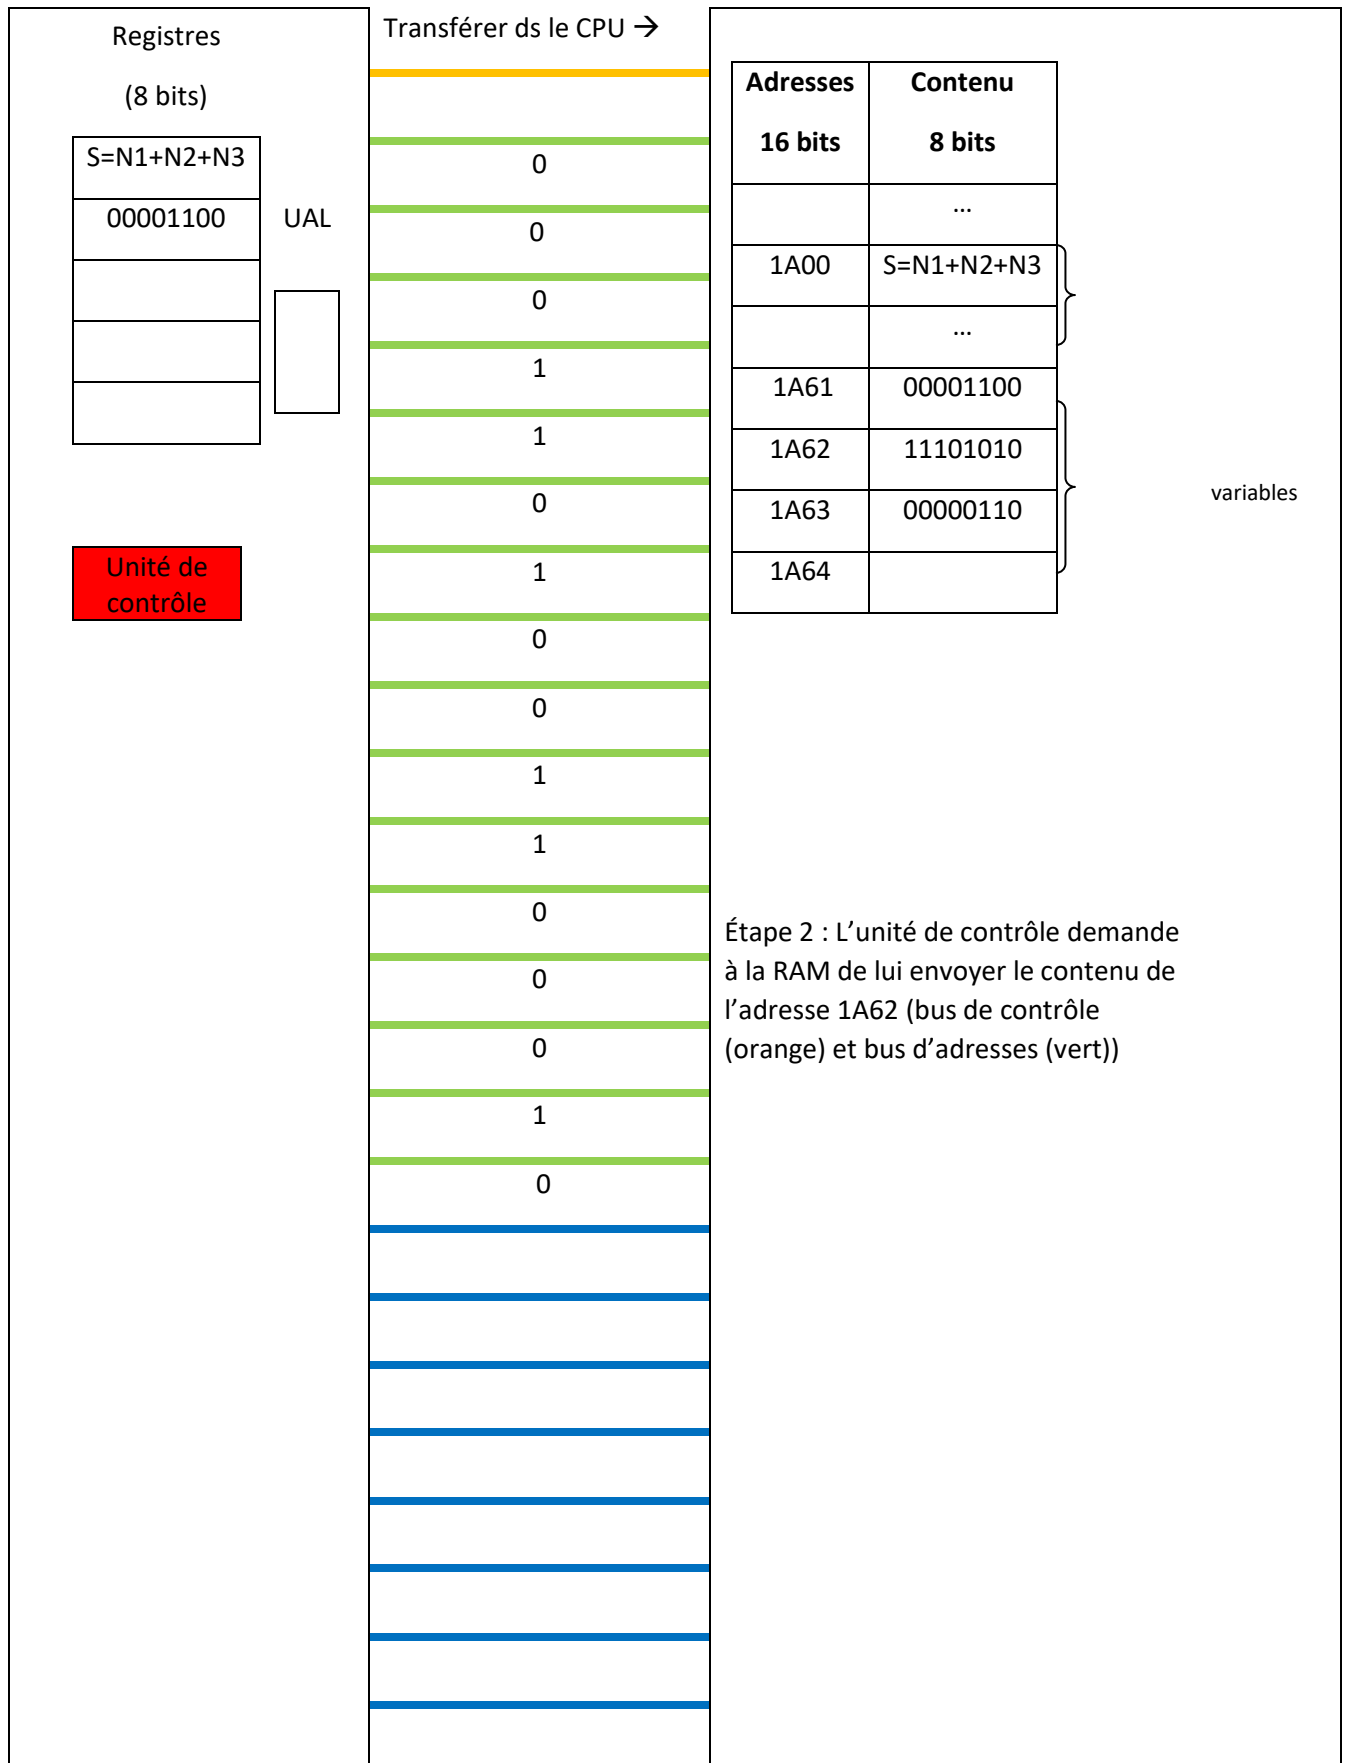 Registres
(8 bits)
S=N1+N2+N3
00001100
UAL
Unité de
contrôle
Transférer ds le CPU →
0
0
0
1
1
0
1
0
0
1
1
0
0
0
1
0
Adresses Contenu
16 bits 8 bits
...
1A00 S=N1+N2+N3
...
1A61 00001100
1A62 11101010
1A63 00000110
1A64
variables
Étape 2 : L’unité de contrôle demande
à la RAM de lui envoyer le contenu de
l’adresse 1A62 (bus de contrôle
(orange) et bus d’adresses (vert))